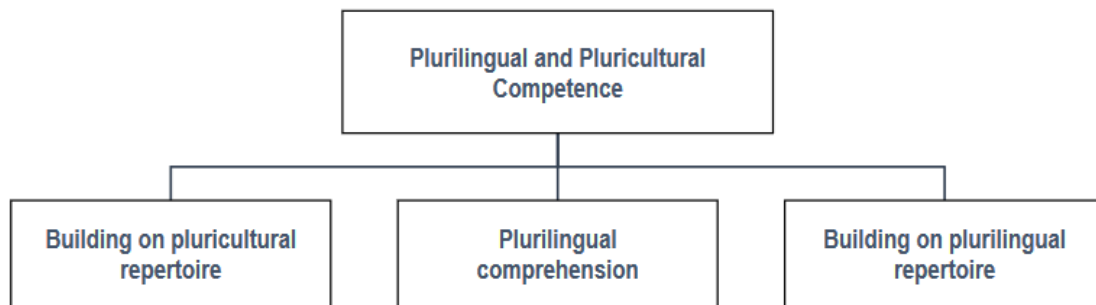 Plurilingual and Pluricultural
Competence
Building on pluricultural
repertoire
Plurilingual
comprehension
Building on plurilingual
repertoire